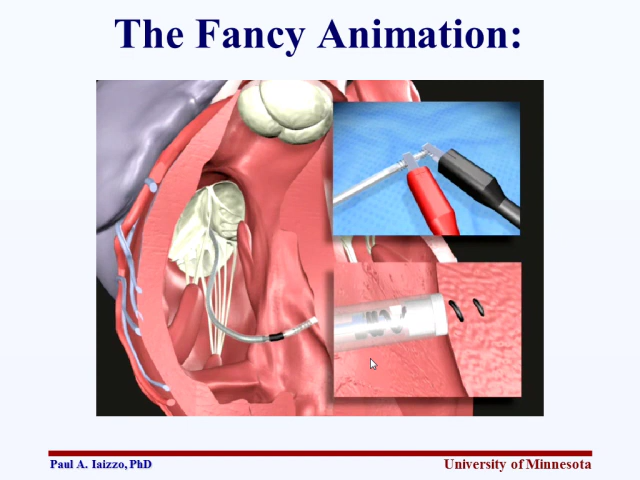 The Fancy Animation:
Paul A. Iaizzo, PhD
University of Minnesota